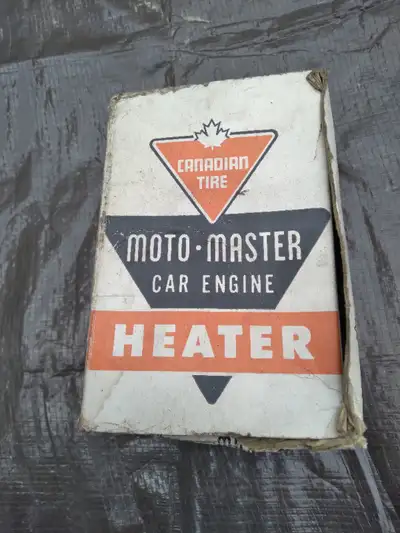 CANADIAN
TIRE
MOTO•MASTER
CAR ENGINE
HEATER